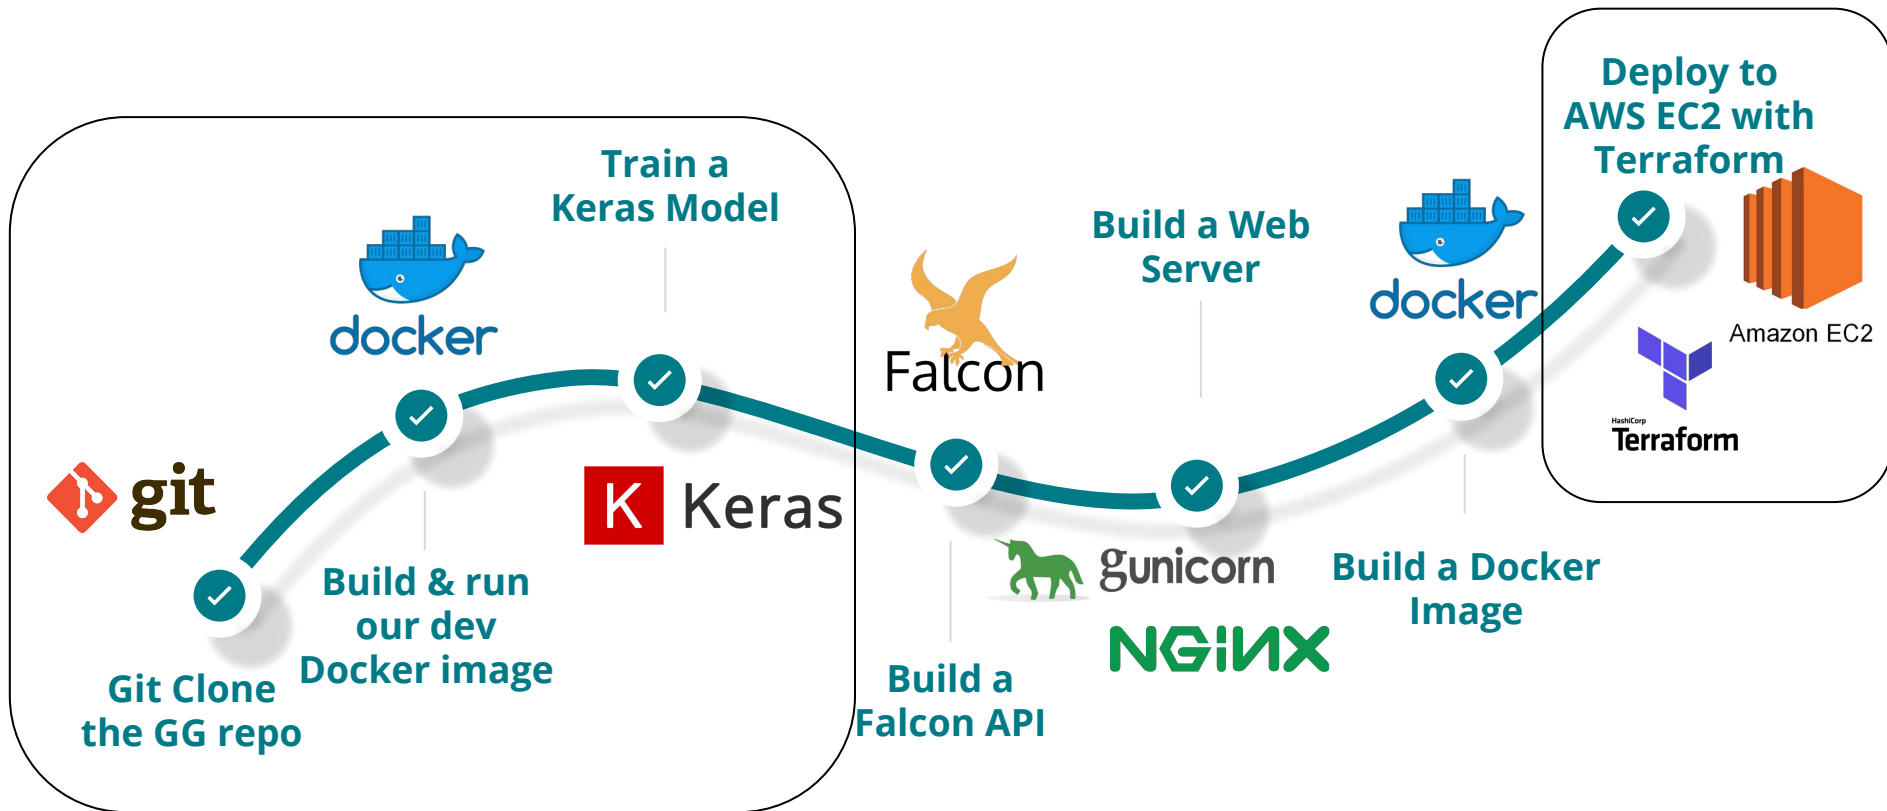 git
Git Clone
the GG repo
docker
Build & run
our dev
Docker image
Train a
Keras Model
K Keras
Falcon
Build a
Falcon API
Build a Web
Server
gunicorn
NGiNX
docker
Build a Docker
Image
Deploy to
AWS EC2 with
Terraform
Amazon EC2
HashiCorp
Terraform